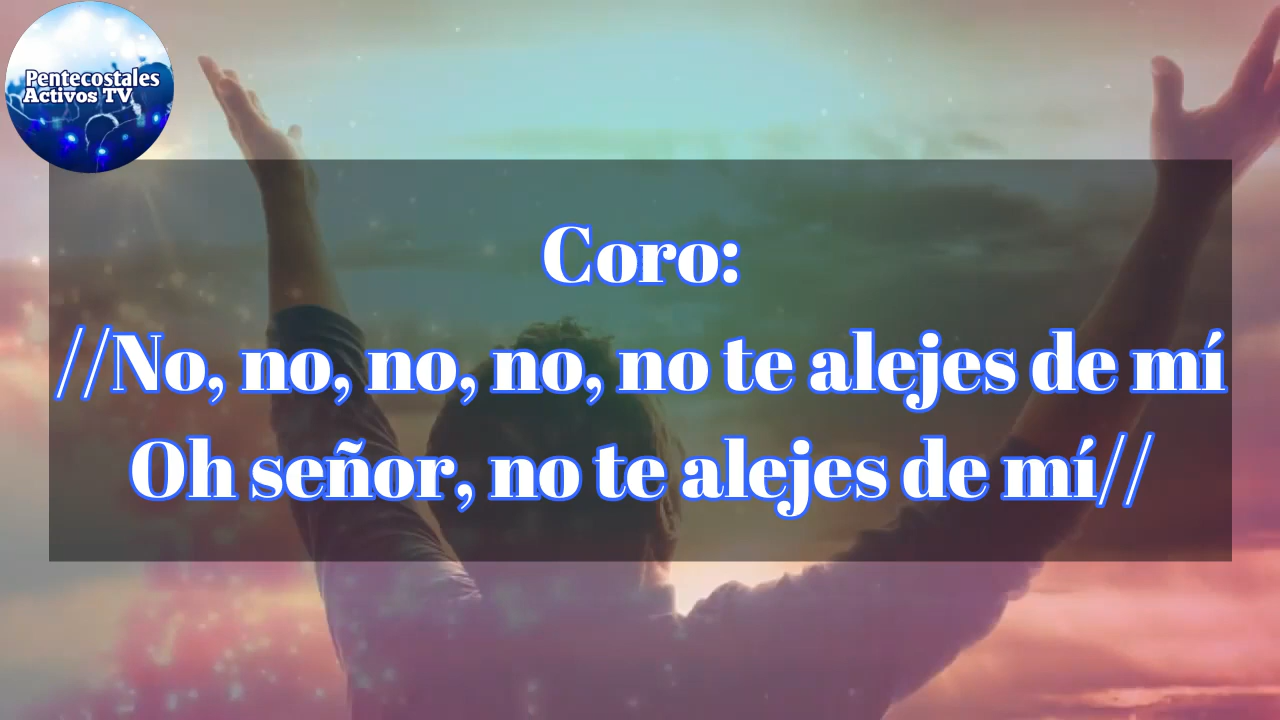 Pentecostales
Activos TV
Coro:
//No, no, no, no, no te alejes de mí
Oh señor, no te alejes de mí//